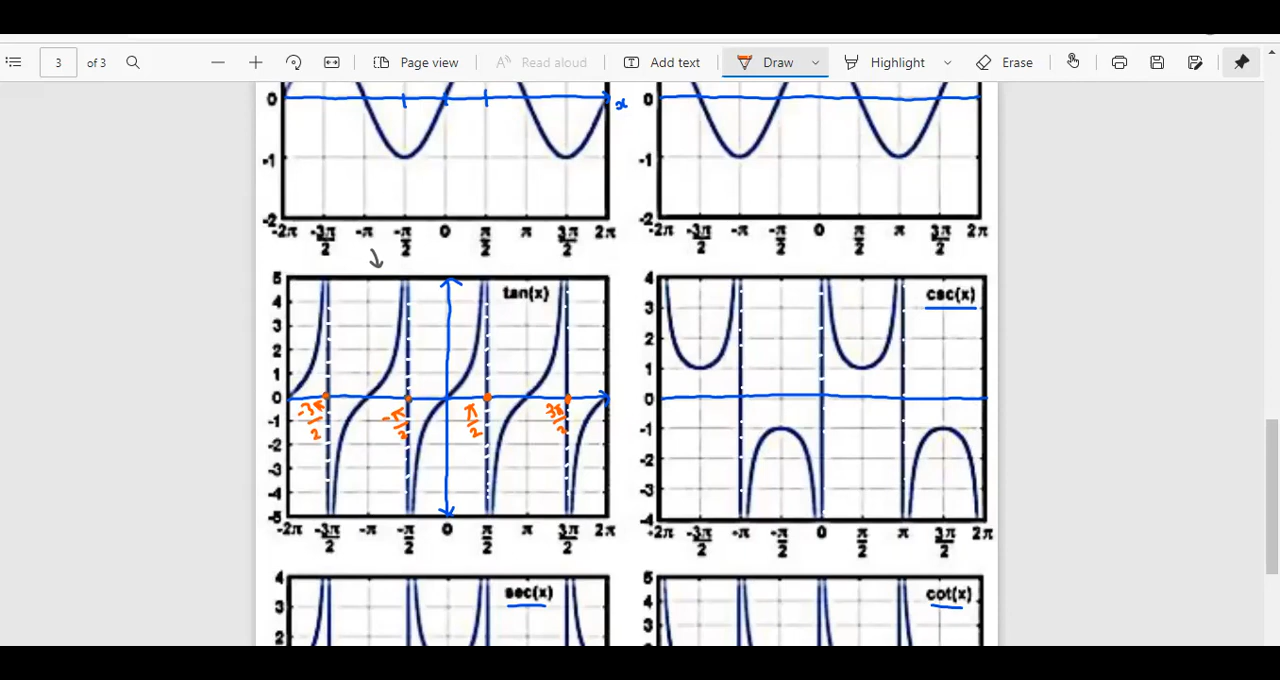 3 of 3 Page view Read aloud Add text Draw Highlight Erase
0 x 0
-1 -1
-2 -2
-2π -3π/2 -π -π/2 0 π/2 π 3π/2 2π -2π -3π/2 -π -π/2 0 π/2 π 3π/2 2π
5 tan(x) 4 csc(x)
4 3
3 2
2 1
1 0
0 -1
-3π/2 -π/2 π/2 3π/2
-1 -2
-2 -3
-3 -4
-4
-5
-2π -3π/2 -π -π/2 0 π/2 π 3π/2 2π -2π -3π/2 -π -π/2 0 π/2 π 3π/2 2π
4 sec(x) 5 cot(x)
3 4
2 3
2